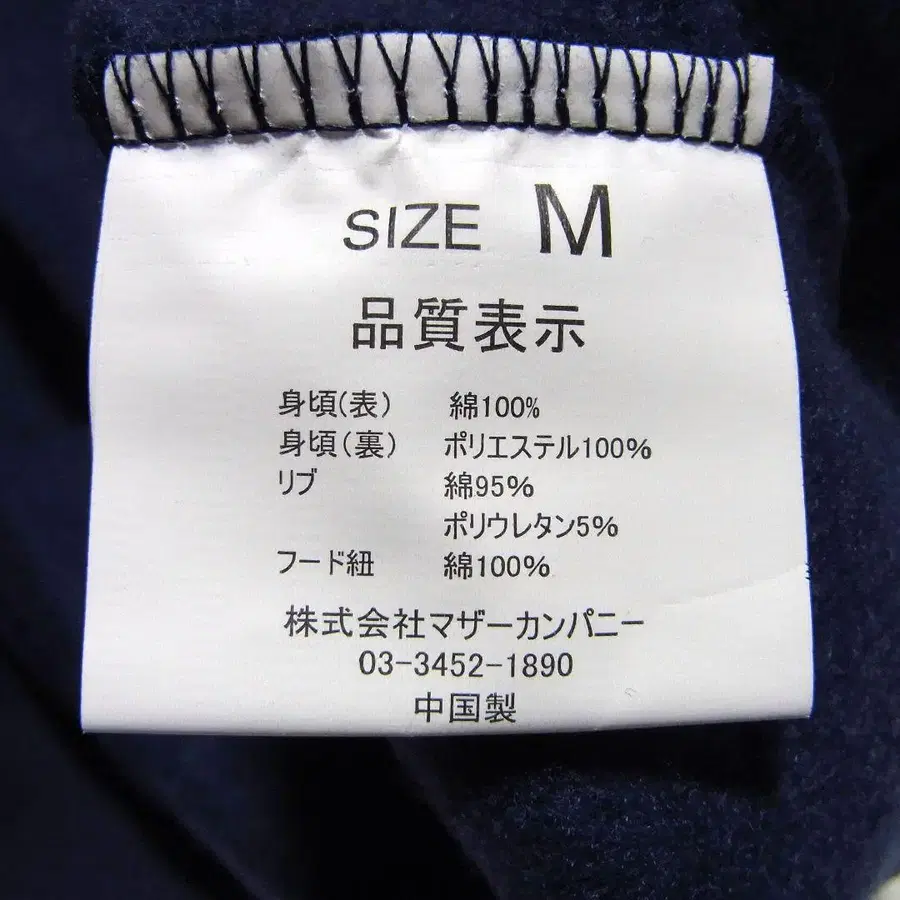 SIZE M
品質表示
身頃(表) 綿100%
身頃(裏) ポリエステル100%
リブ 綿95%
ポリウレタン5%
フード紐 綿100%
株式会社マザーカンパニー
03-3452-1890
中国製